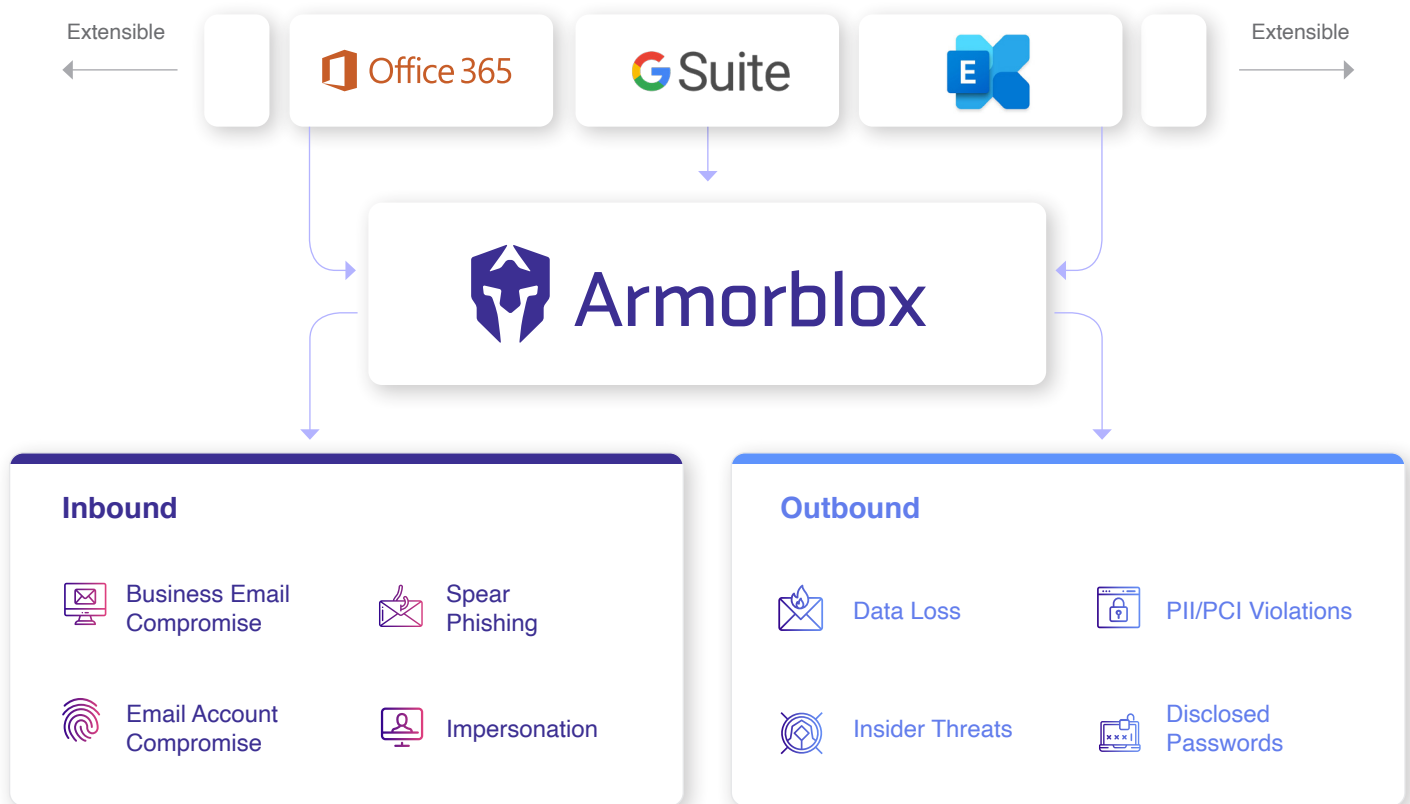 Extensible
Office 365
G Suite
E
Extensible
Armorblox
Inbound
Business Email
Compromise
Spear
Phishing
Email Account
Compromise
Impersonation
Outbound
Data Loss
PII/PCI Violations
Insider Threats
Disclosed
Passwords